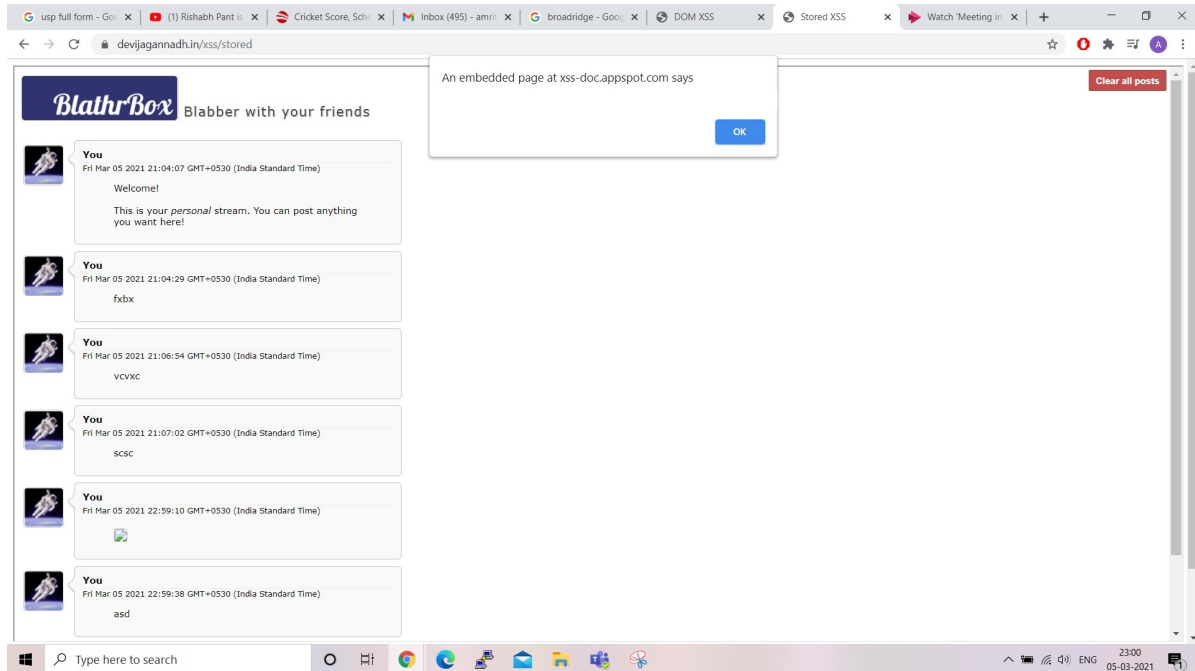 usp full form - Goo
(1) Rishabh Pant is
Cricket Score, Sche
Inbox (495) - amrit
broadridge - Goog
DOM XSS
Stored XSS
Watch 'Meeting in
devijagannadh.in/xss/stored
A
An embedded page at xss-doc.appspot.com says
OK
Clear all posts
BlathrBox Blabber with your friends
You
Fri Mar 05 2021 21:04:07 GMT+0530 (India Standard Time)
Welcome!
This is your personal stream. You can post anything
you want here!
You
Fri Mar 05 2021 21:04:29 GMT+0530 (India Standard Time)
fxbx
You
Fri Mar 05 2021 21:06:54 GMT+0530 (India Standard Time)
vcvxc
You
Fri Mar 05 2021 21:07:02 GMT+0530 (India Standard Time)
scsc
You
Fri Mar 05 2021 22:59:10 GMT+0530 (India Standard Time)
You
Fri Mar 05 2021 22:59:38 GMT+0530 (India Standard Time)
asd
Type here to search
ENG
23:00
05-03-2021
1